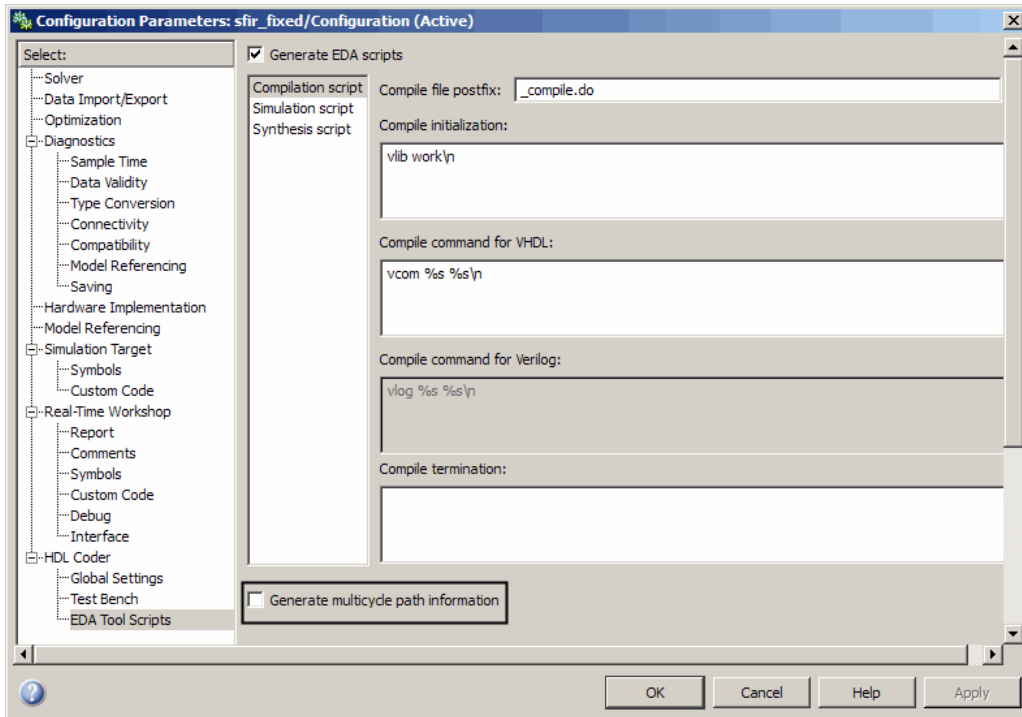 Configuration Parameters: sfir_fixed/Configuration (Active)
Select:
Solver
Data Import/Export
Optimization
Diagnostics
Sample Time
Data Validity
Type Conversion
Connectivity
Compatibility
Model Referencing
Saving
Hardware Implementation
Model Referencing
Simulation Target
Symbols
Custom Code
Real-Time Workshop
Report
Comments
Symbols
Custom Code
Debug
Interface
HDL Coder
Global Settings
Test Bench
EDA Tool Scripts
Generate EDA scripts
Compilation script
Simulation script
Synthesis script
Compile file postfix: _compile.do
Compile initialization:
vlib work\n
Compile command for VHDL:
vcom %s %s\n
Compile command for Verilog:
vlog %s %s\n
Compile termination:
Generate multicycle path information
OK Cancel Help Apply